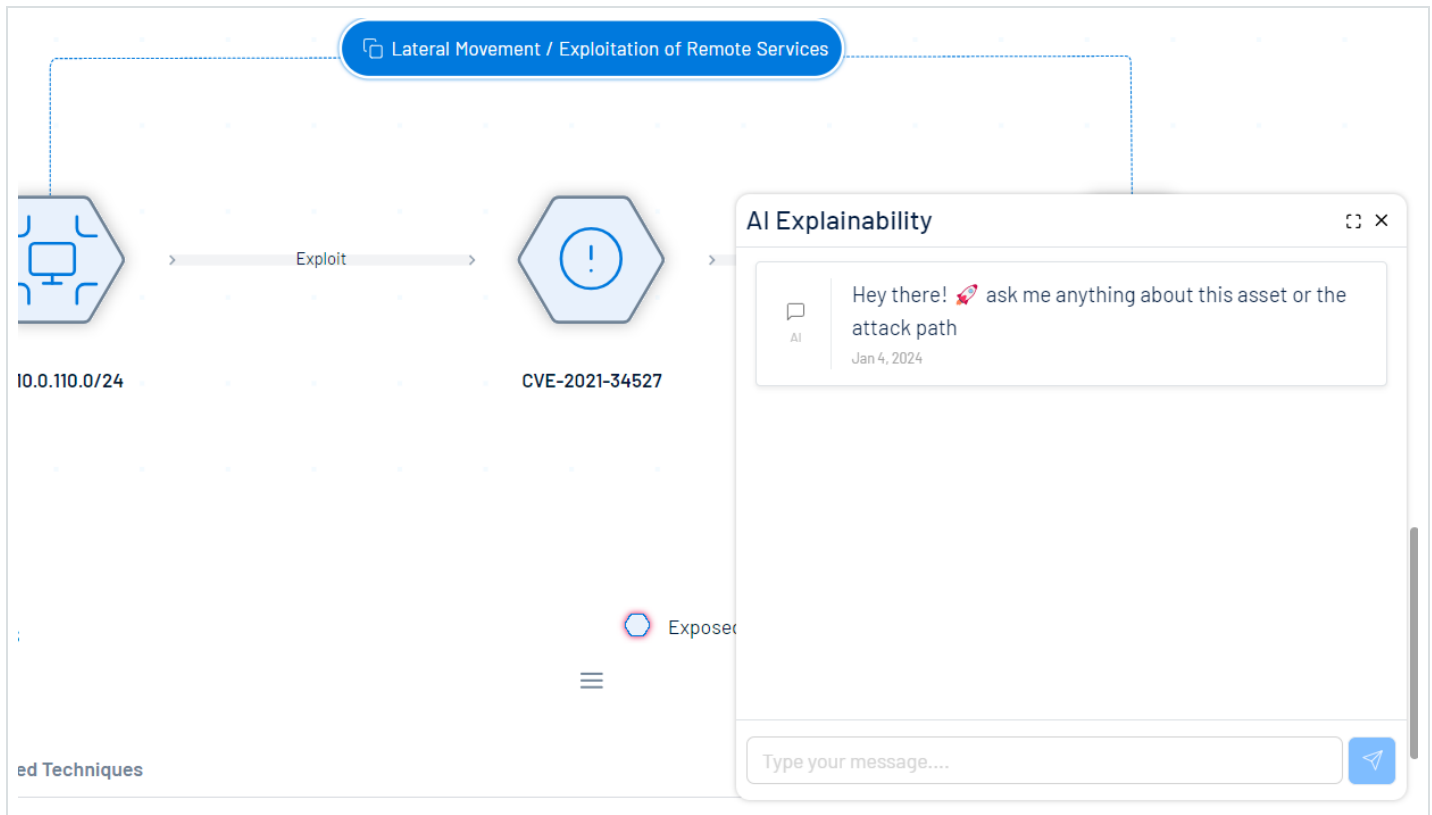 Lateral Movement / Exploitation of Remote Services
Exploit
10.0.110.0/24
CVE-2021-34527
AI Explainability
Hey there! 🚀 ask me anything about this asset or the
attack path
AI
Jan 4, 2024
Exposed
Type your message....
ed Techniques